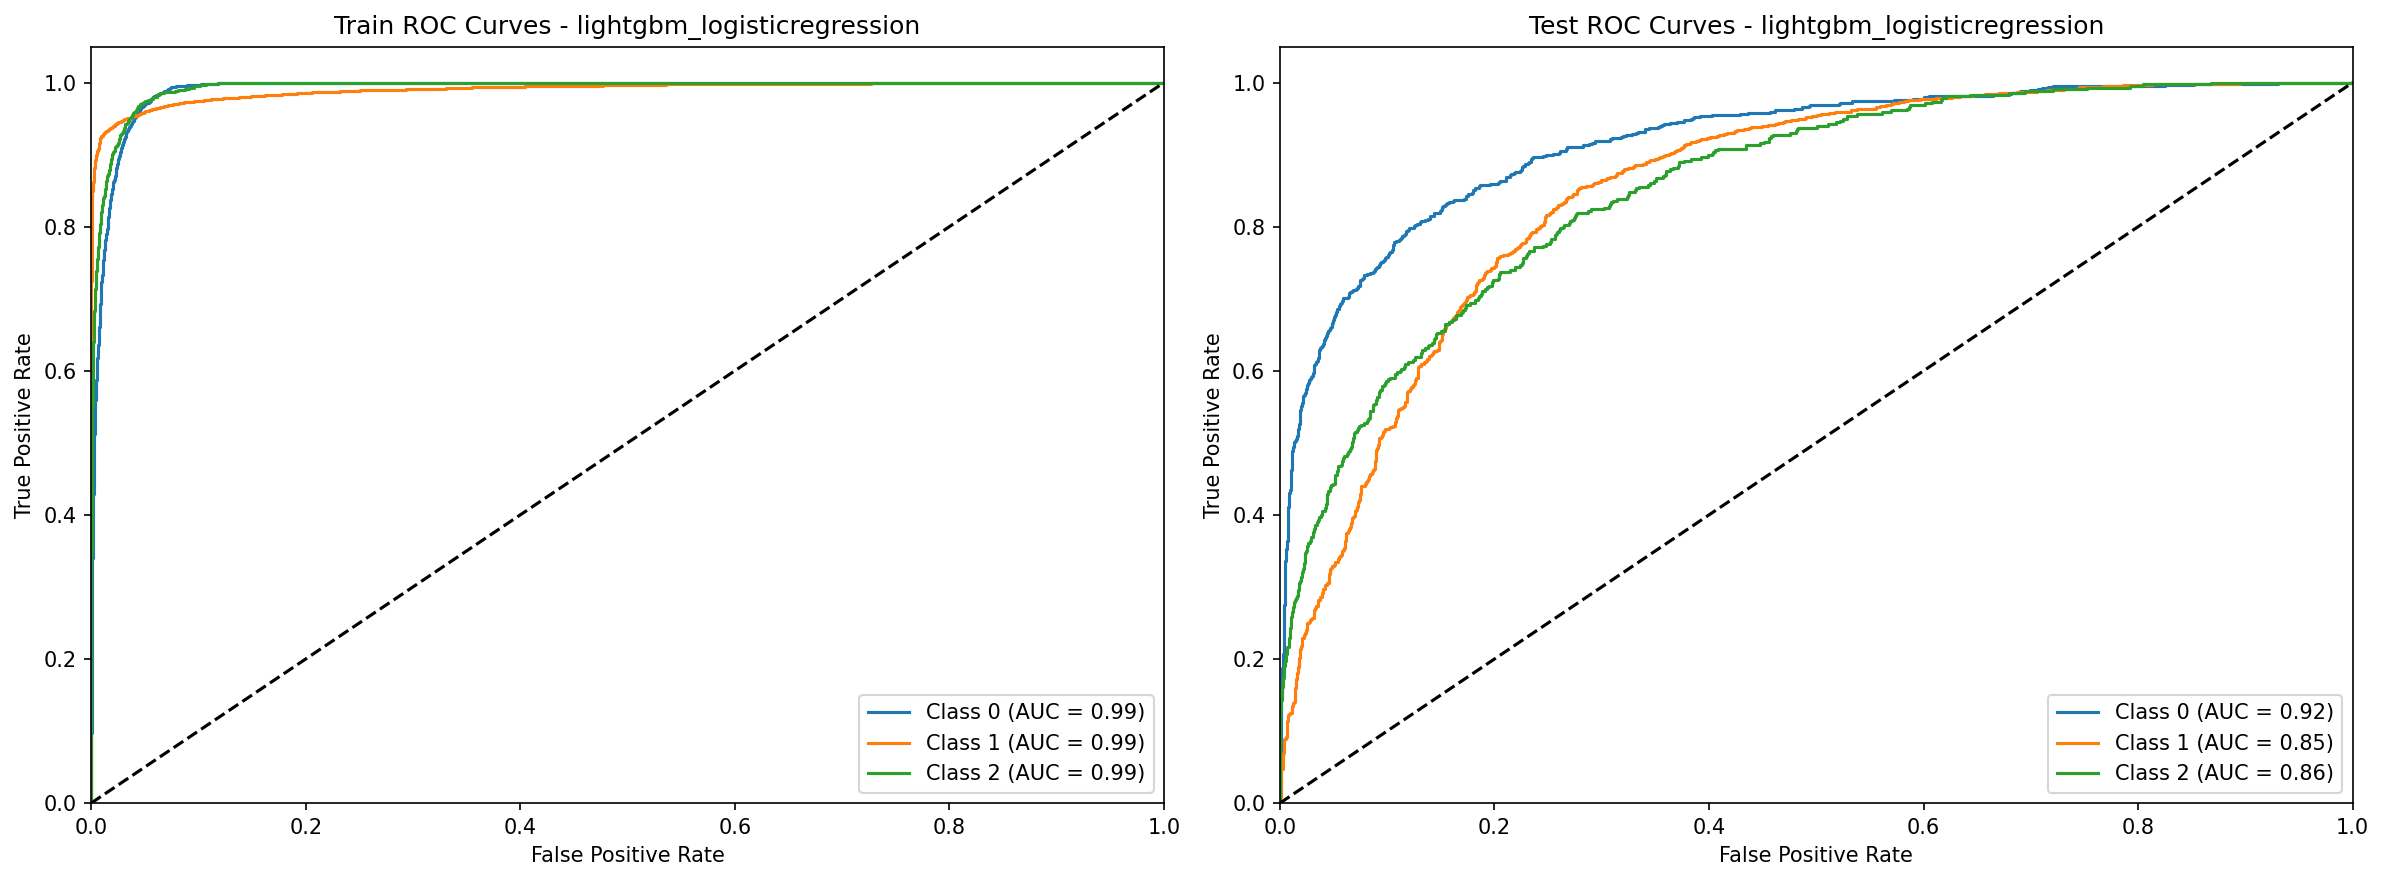 Train ROC Curves - lightgbm_logisticregression
True Positive Rate
1.0
0.8
0.6
0.4
0.2
0.0
Class 0 (AUC = 0.99)
Class 1 (AUC = 0.99)
Class 2 (AUC = 0.99)
0.0 0.2 0.4 0.6 0.8 1.0
False Positive Rate
Test ROC Curves - lightgbm_logisticregression
True Positive Rate
1.0
0.8
0.6
0.4
0.2
0.0
Class 0 (AUC = 0.92)
Class 1 (AUC = 0.85)
Class 2 (AUC = 0.86)
0.0 0.2 0.4 0.6 0.8 1.0
False Positive Rate